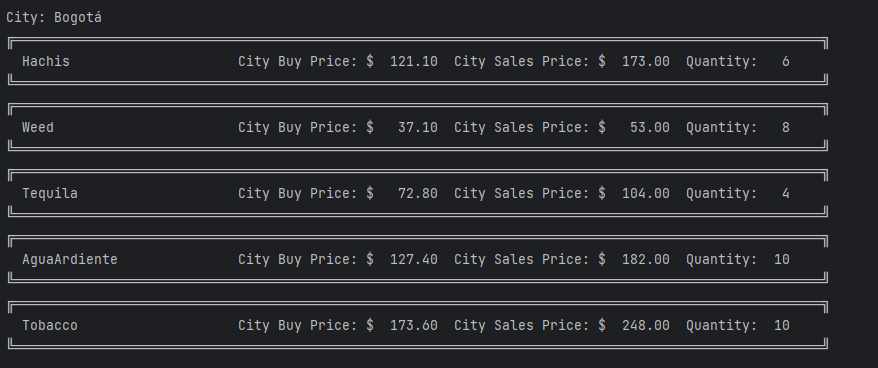 City: Bogotá
Hachis City Buy Price: $ 121.10 City Sales Price: $ 173.00 Quantity: 6
Weed City Buy Price: $ 37.10 City Sales Price: $ 53.00 Quantity: 8
Tequila City Buy Price: $ 72.80 City Sales Price: $ 104.00 Quantity: 4
AguaArdiente City Buy Price: $ 127.40 City Sales Price: $ 182.00 Quantity: 10
Tobacco City Buy Price: $ 173.60 City Sales Price: $ 248.00 Quantity: 10